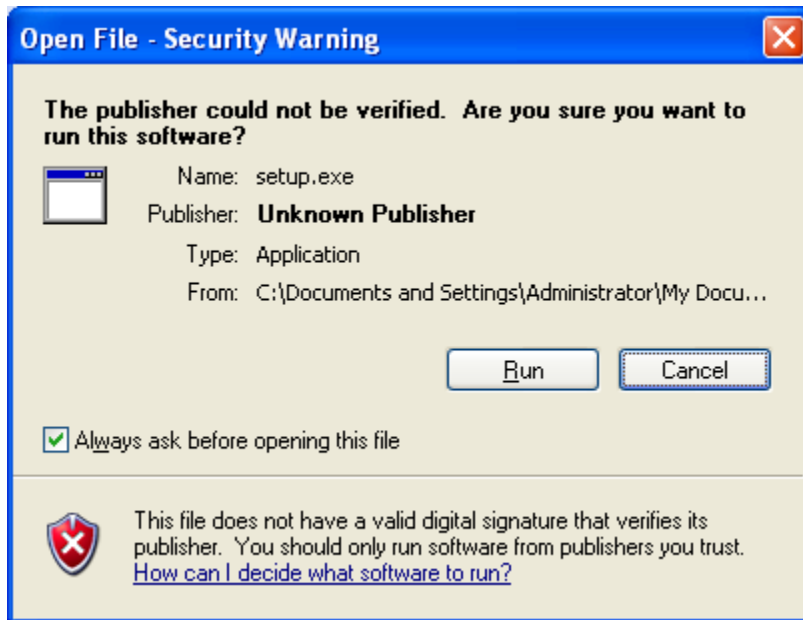 Open File - Security Warning
The publisher could not be verified.  Are you sure you want to
run this software?
Name: setup.exe
Publisher: Unknown Publisher
Type: Application
From: C:\Documents and Settings\Administrator\My Docu...
Run Cancel
Always ask before opening this file
This file does not have a valid digital signature that verifies its
publisher.  You should only run software from publishers you trust.
How can I decide what software to run?